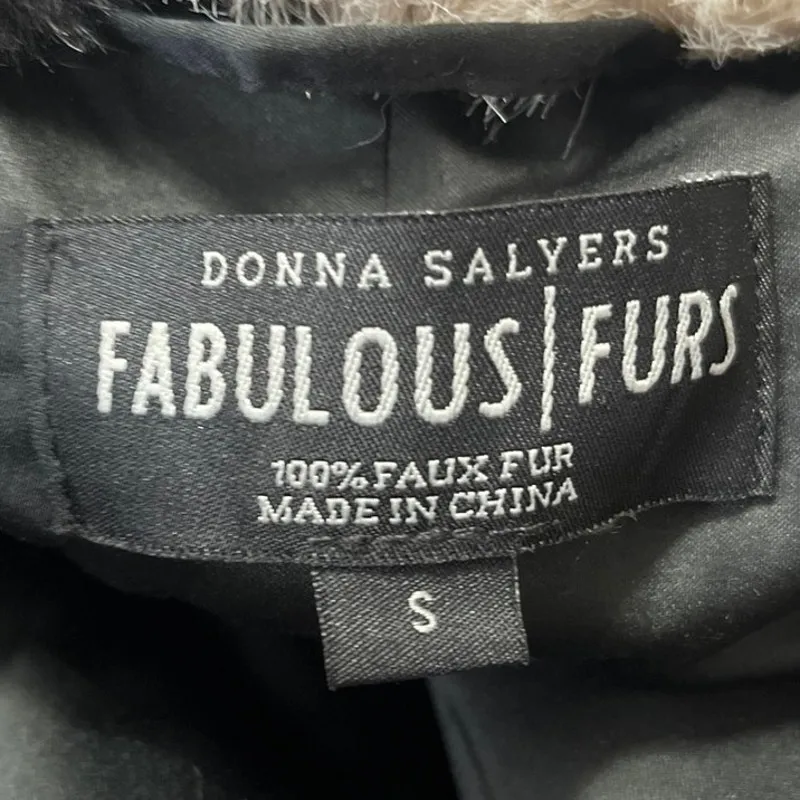 DONNA SALYERS
FABULOUS|FURS
100% FAUX FUR
MADE IN CHINA
S